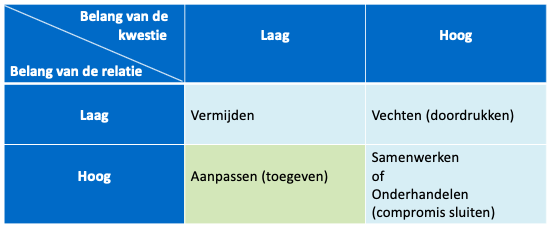 Belang van de
kwestie
Belang van de relatie
Laag
Hoog
Laag
Vermijden
Vechten (doordrukken)
Hoog
Aanpassen (toegeven)
Samenwerken
of
Onderhandelen
(compromis sluiten)